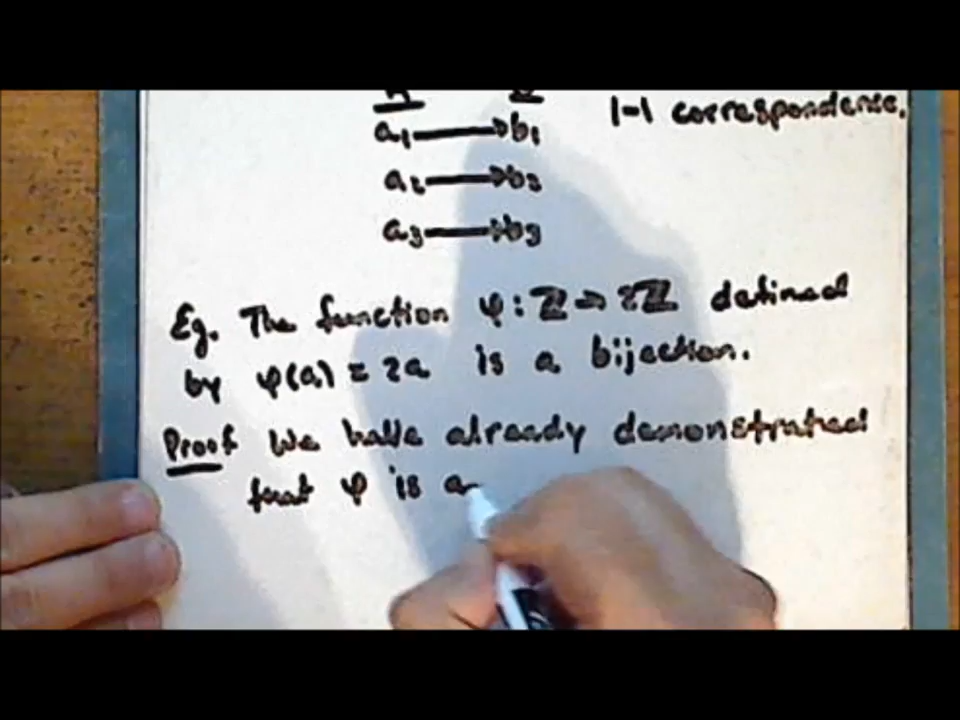 1-1 correspondence.
a₁ → b₁
a₂ → b₂
a₃ → b₃
Eg. The function φ: ℤ → 2ℤ defined
by φ(a) = 2a is a bijection.
Proof We have already demonstrated
that φ is a